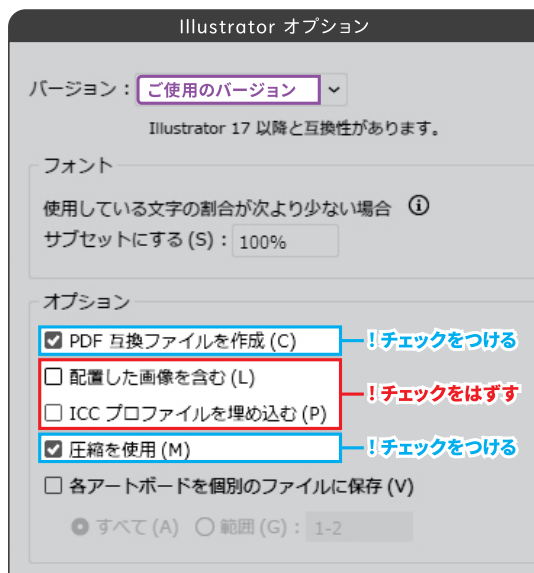 Illustrator オプション
バージョン：ご使用のバージョン
Illustrator 17 以降と互換性があります。
フォント
使用している文字の割合が次より少ない場合
サブセットにする (S)：100%
オプション
PDF 互換ファイルを作成 (C) ！チェックをつける
配置した画像を含む (L)
！チェックをはずす
ICC プロファイルを埋め込む (P)
圧縮を使用 (M) ！チェックをつける
各アートボードを個別のファイルに保存 (V)
すべて (A) 範囲 (G)：1-2